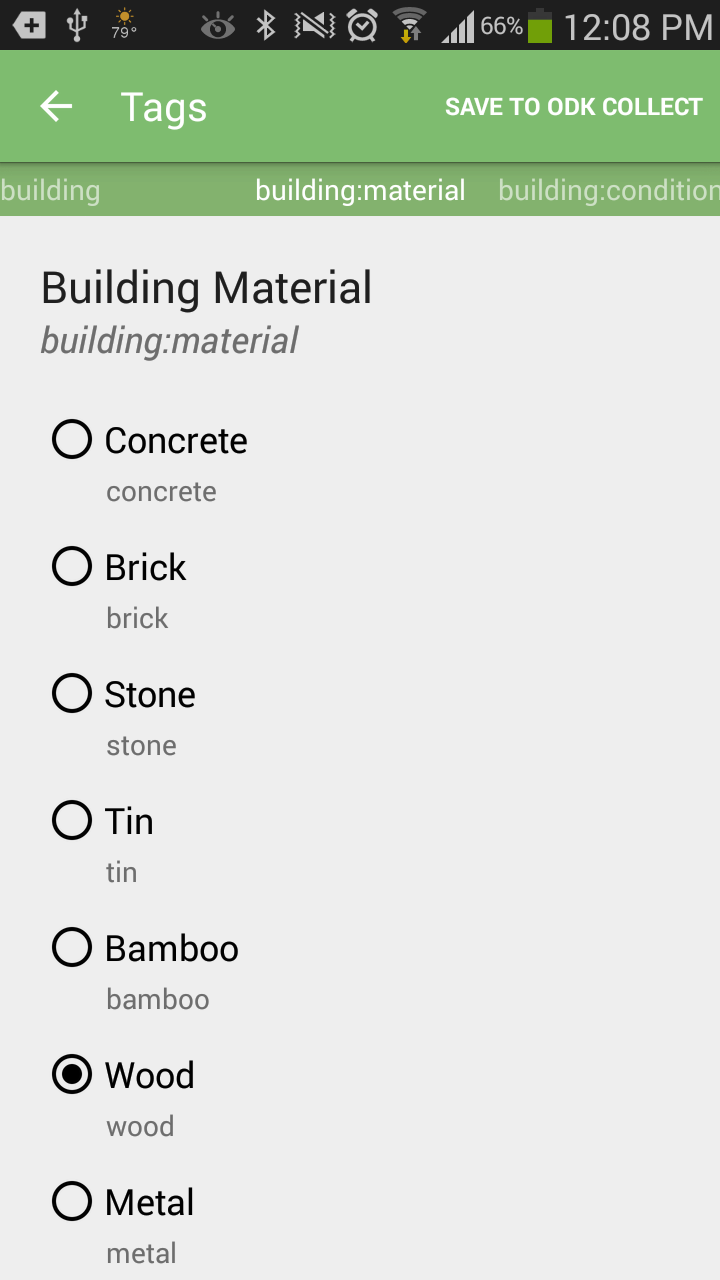 79° 66% 12:08 PM
Tags SAVE TO ODK COLLECT
building building:material building:condition
Building Material
building:material
Concrete
concrete
Brick
brick
Stone
stone
Tin
tin
Bamboo
bamboo
Wood
wood
Metal
metal